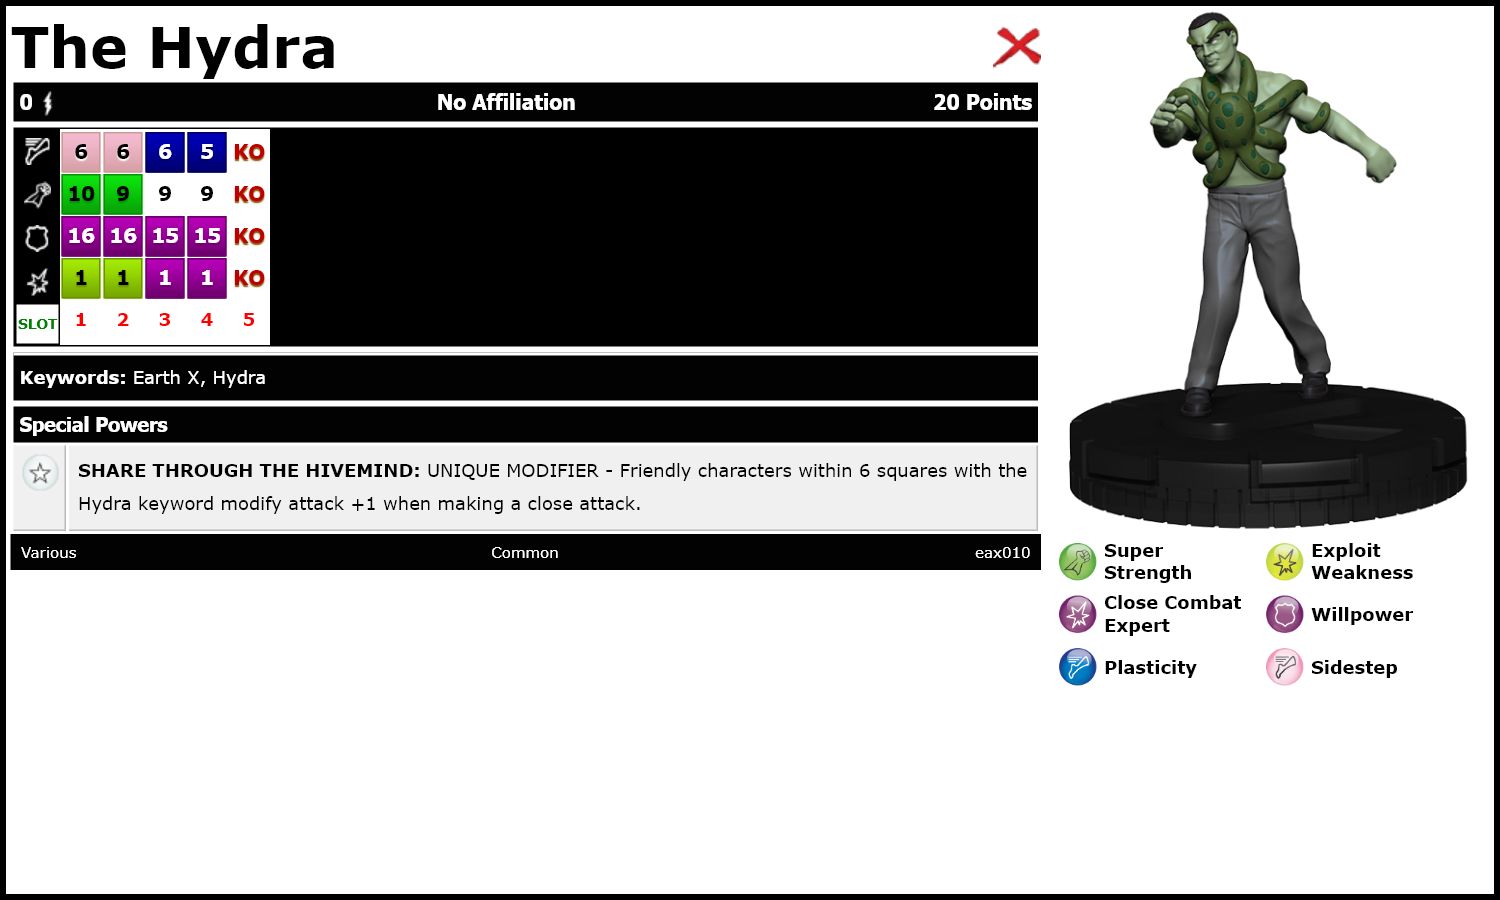 The Hydra
0 No Affiliation 20 Points
6 6 6 5 KO
10 9 9 9 KO
16 16 15 15 KO
1 1 1 1 KO
SLOT 1 2 3 4 5
Keywords: Earth X, Hydra
Special Powers
SHARE THROUGH THE HIVEMIND: UNIQUE MODIFIER - Friendly characters within 6 squares with the
Hydra keyword modify attack +1 when making a close attack.
Various Common eax010
Super
Strength
Exploit
Weakness
Close Combat
Expert
Willpower
Plasticity
Sidestep